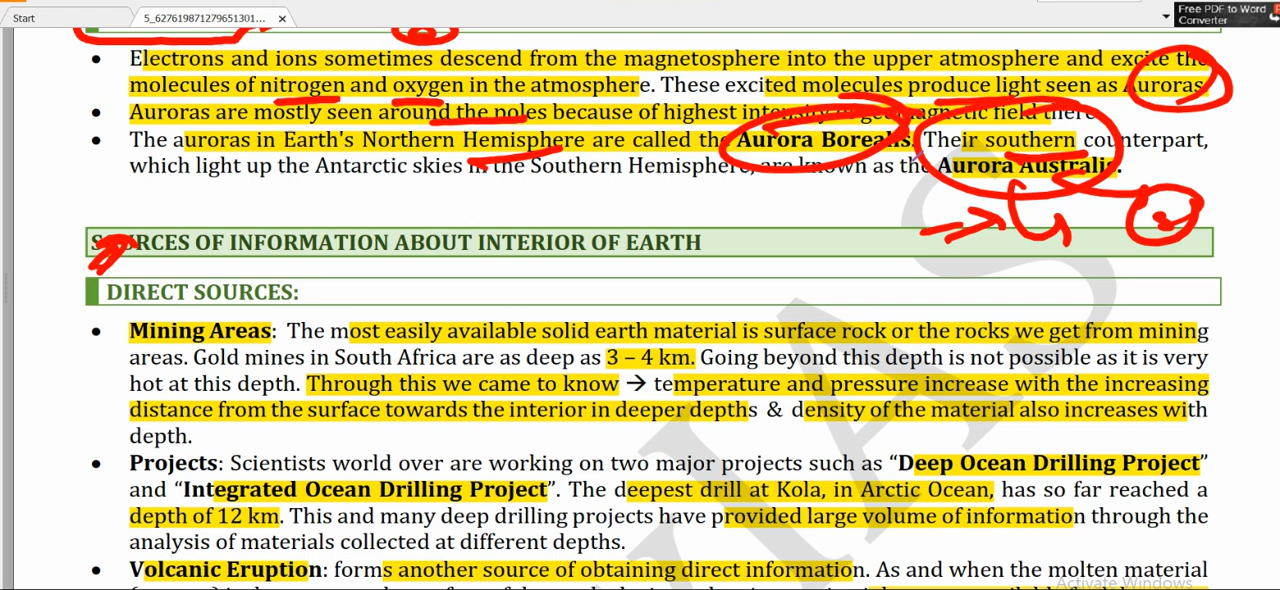 Start
5_627619871279651301...
Free PDF to Word
Converter
Electrons and ions sometimes descend from the magnetosphere into the upper atmosphere and excite the
molecules of nitrogen and oxygen in the atmosphere. These excited molecules produce light seen as Auroras
Auroras are mostly seen around the poles because of highest intensity of geomagnetic field there
The auroras in Earth's Northern Hemisphere are called the Aurora Borealis. Their southern counterpart,
which light up the Antarctic skies in the Southern Hemisphere, are known as the Aurora Australis.
SOURCES OF INFORMATION ABOUT INTERIOR OF EARTH
DIRECT SOURCES:
Mining Areas: The most easily available solid earth material is surface rock or the rocks we get from mining
areas. Gold mines in South Africa are as deep as 3 – 4 km. Going beyond this depth is not possible as it is very
hot at this depth. Through this we came to know → temperature and pressure increase with the increasing
distance from the surface towards the interior in deeper depths & density of the material also increases with
depth.
Projects: Scientists world over are working on two major projects such as “Deep Ocean Drilling Project”
and “Integrated Ocean Drilling Project”. The deepest drill at Kola, in Arctic Ocean, has so far reached a
depth of 12 km. This and many deep drilling projects have provided large volume of information through the
analysis of materials collected at different depths.
Volcanic Eruption: forms another source of obtaining direct information. As and when the molten material
Activate Windows
IAS